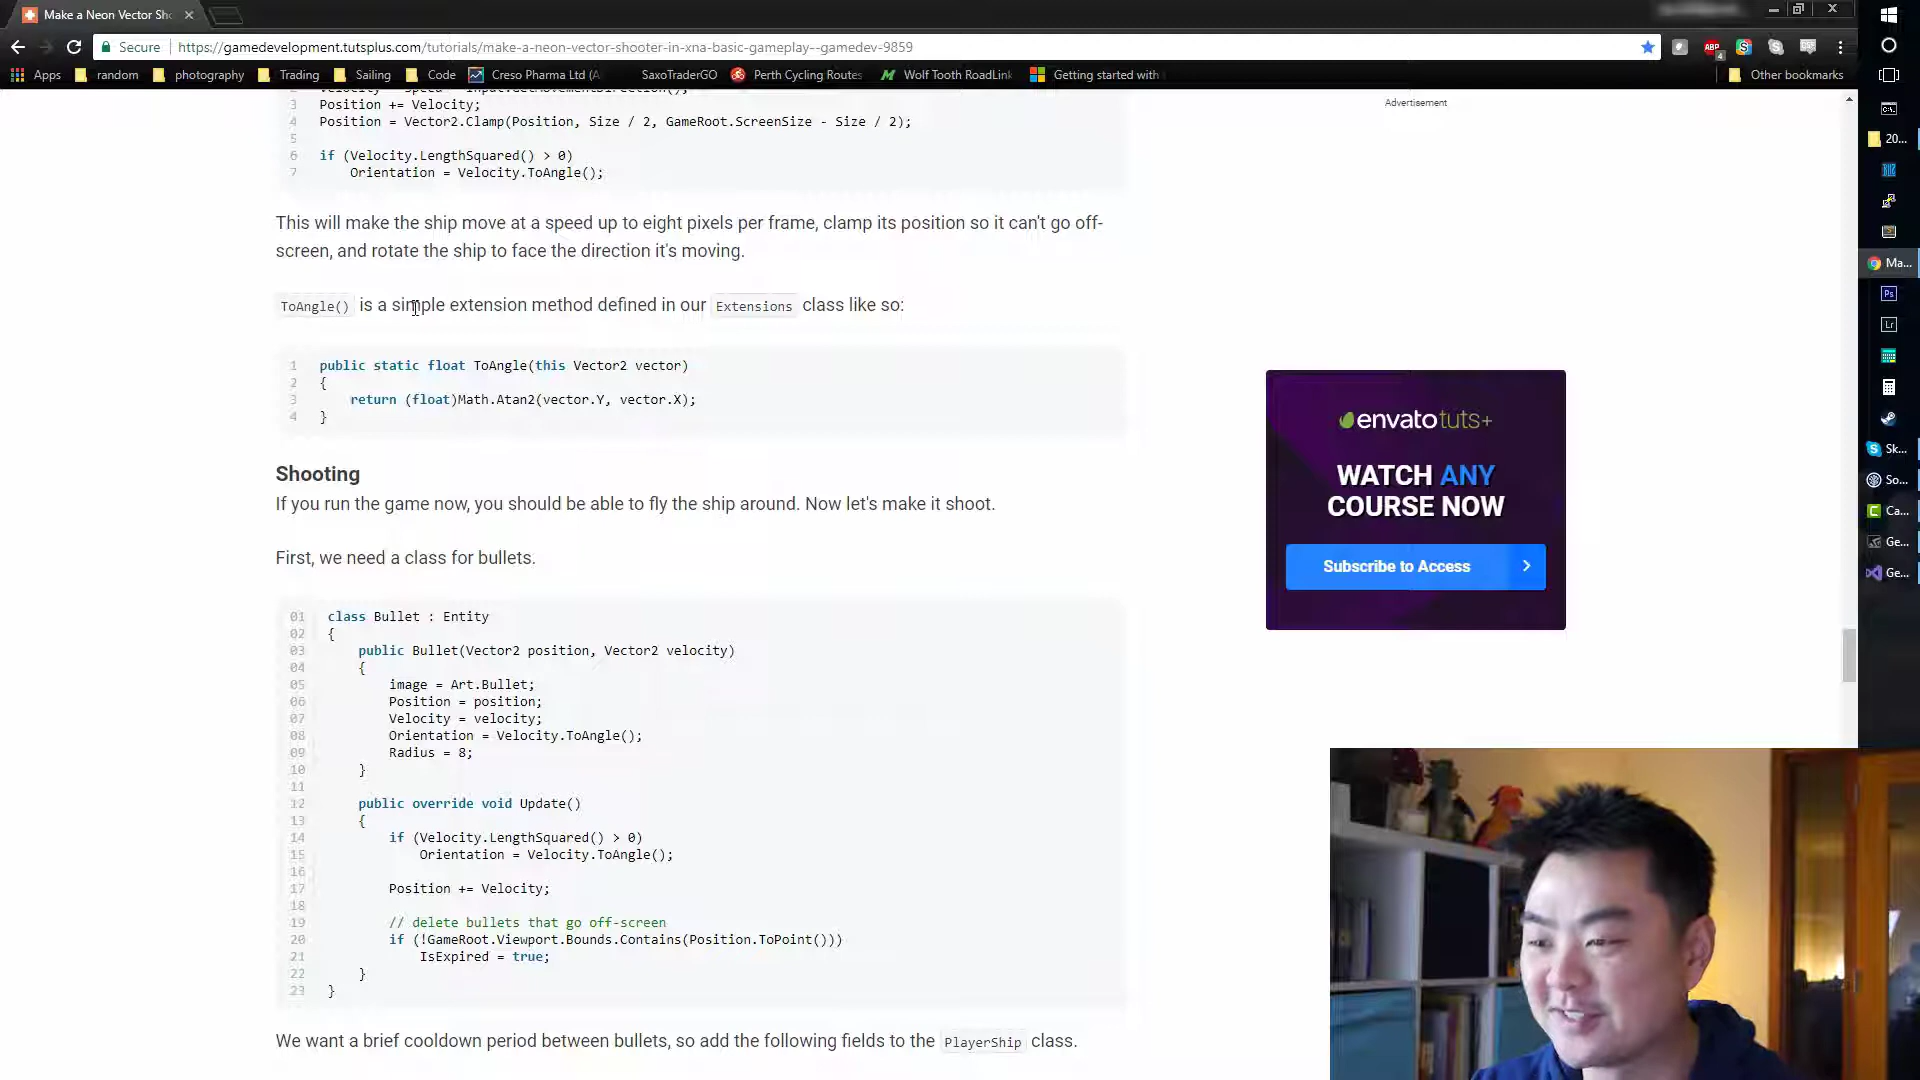 Make a Neon Vector Sho
Secure
https://gamedevelopment.tutsplus.com/tutorials/make-a-neon-vector-shooter-in-xna-basic-gameplay--gamedev-9859
Apps random photography Trading Sailing Code Creso Pharma Ltd (A SaxoTraderGO Perth Cycling Routes Wolf Tooth RoadLink Getting started with Other bookmarks
ABP
4
Advertisement
3 Position += Velocity;
4 Position = Vector2.Clamp(Position, Size / 2, GameRoot.ScreenSize - Size / 2);
5
6 if (Velocity.LengthSquared() > 0)
7 Orientation = Velocity.ToAngle();
This will make the ship move at a speed up to eight pixels per frame, clamp its position so it can't go off-
screen, and rotate the ship to face the direction it's moving.
ToAngle() is a simple extension method defined in our Extensions class like so:
1 public static float ToAngle(this Vector2 vector)
2 {
3 return (float)Math.Atan2(vector.Y, vector.X);
4 }
Shooting
If you run the game now, you should be able to fly the ship around. Now let's make it shoot.
First, we need a class for bullets.
01 class Bullet : Entity
02 {
03 public Bullet(Vector2 position, Vector2 velocity)
04 {
05 image = Art.Bullet;
06 Position = position;
07 Velocity = velocity;
08 Orientation = Velocity.ToAngle();
09 Radius = 8;
10 }
11
12 public override void Update()
13 {
14 if (Velocity.LengthSquared() > 0)
15 Orientation = Velocity.ToAngle();
16
17 Position += Velocity;
18
19 // delete bullets that go off-screen
20 if (!GameRoot.Viewport.Bounds.Contains(Position.ToPoint()))
21 IsExpired = true;
22 }
23 }
We want a brief cooldown period between bullets, so add the following fields to the PlayerShip class.
envatotuts+
WATCH ANY
COURSE NOW
Subscribe to Access
20...
Ma...
Ps
Lr
Sk...
So...
Ca...
Ge...
Ge...